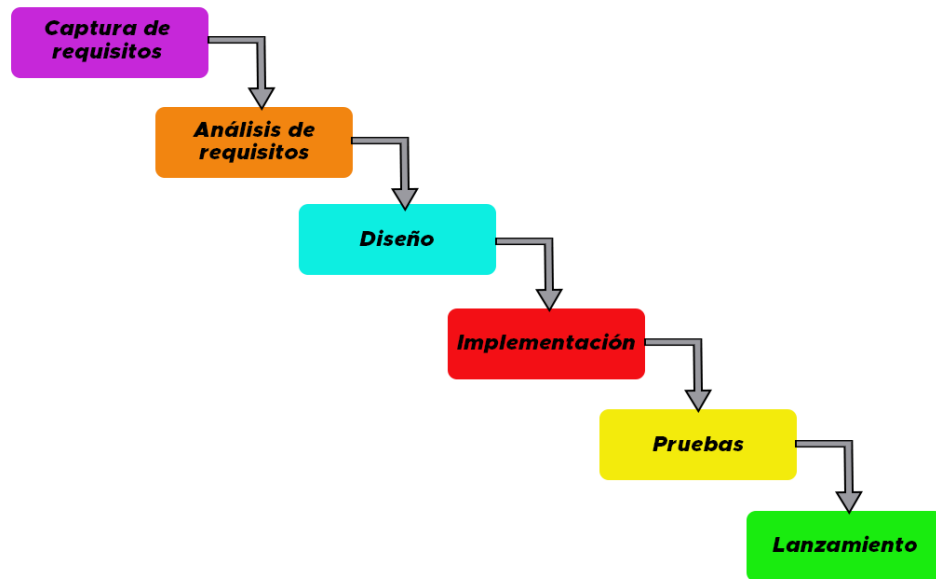 Captura de
requisitos
Análisis de
requisitos
Diseño
Implementación
Pruebas
Lanzamiento